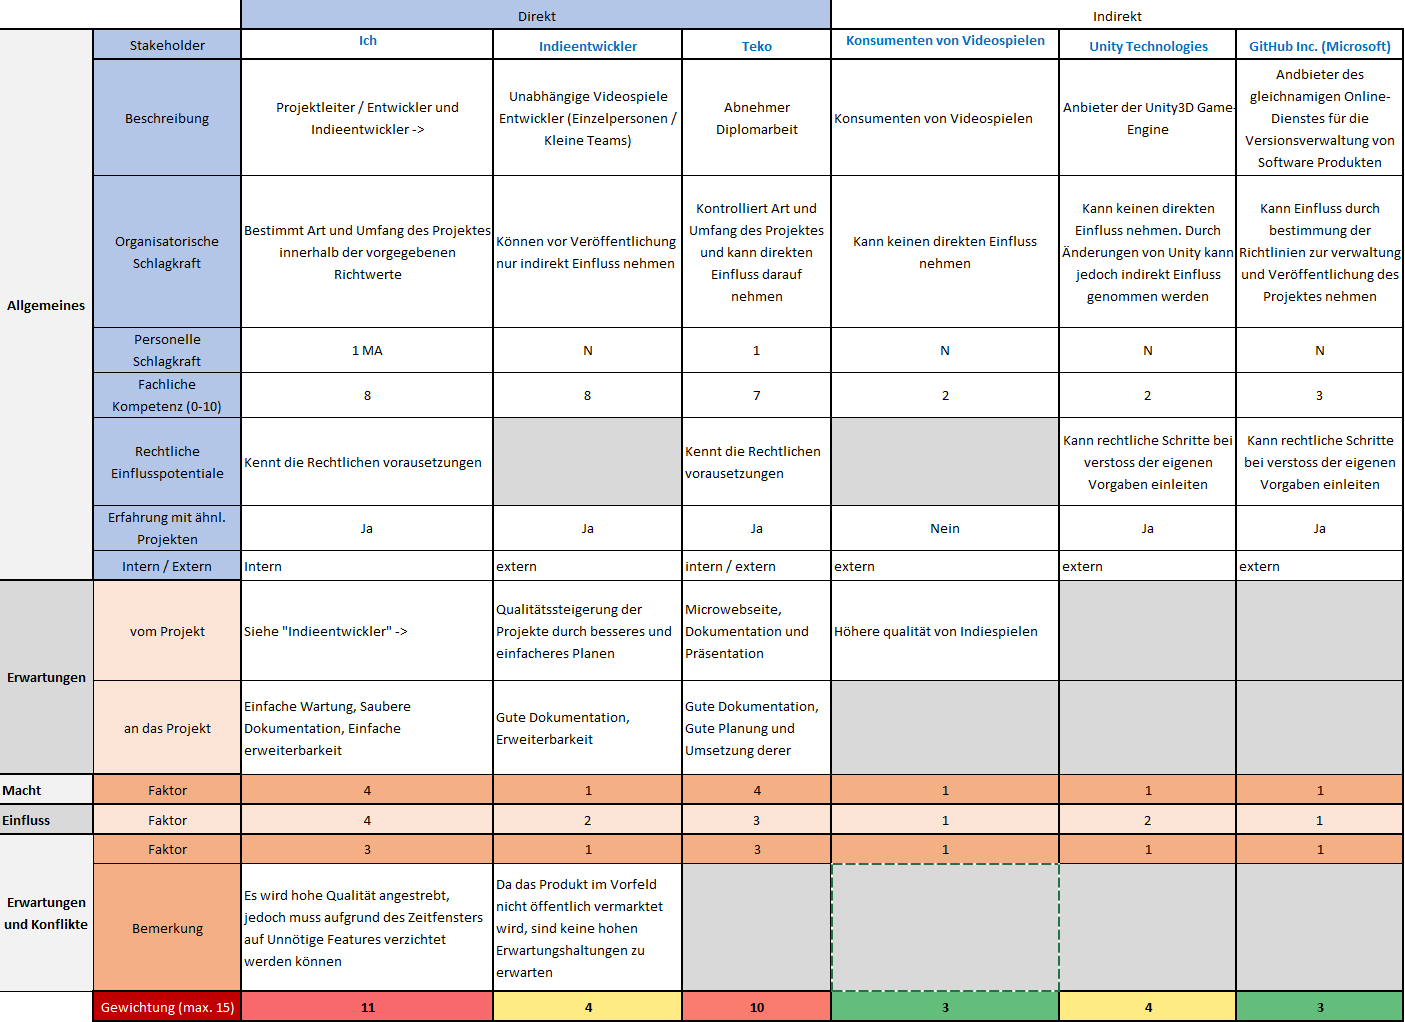 Direkt
Indirekt
Stakeholder
Ich
Indieentwickler
Teko
Konsumenten von Videospielen
Unity Technologies
GitHub Inc. (Microsoft)
Allgemeines
Beschreibung
Projektleiter / Entwickler und
Indieentwickler ->
Unabhängige Videospiele
Entwickler (Einzelpersonen /
Kleine Teams)
Abnehmer
Diplomarbeit
Konsumenten von Videospielen
Anbieter der Unity3D Game-
Engine
Andbieter des
gleichnamigen Online-
Dienstes für die
Versionsverwaltung von
Software Produkten
Organisatorische
Schlagkraft
Bestimmt Art und Umfang des Projektes
innerhalb der vorgegebenen
Richtwerte
Können vor Veröffentlichung
nur indirekt Einfluss nehmen
Kontrolliert Art und
Umfang des Projektes
und kann direkten
Einfluss darauf
nehmen
Kann keinen direkten Einfluss
nehmen
Kann keinen direkten
Einfluss nehmen. Durch
Änderungen von Unity kann
jedoch indirekt Einfluss
genommen werden
Kann Einfluss durch
bestimmung der
Richtlinien zur verwaltung
und Veröffentlichung des
Projektes nehmen
Personelle
Schlagkraft
1 MA
N
1
N
N
N
Fachliche
Kompetenz (0-10)
8
8
7
2
2
3
Rechtliche
Einflusspotentiale
Kennt die Rechtlichen vorausetzungen
Kennt die Rechtlichen
vorausetzungen
Kann rechtliche Schritte bei
verstoss der eigenen
Vorgaben einleiten
Kann rechtliche Schritte
bei verstoss der eigenen
Vorgaben einleiten
Erfahrung mit ähnl.
Projekten
Ja
Ja
Ja
Nein
Ja
Ja
Intern / Extern
Intern
extern
intern / extern
extern
extern
extern
Erwartungen
vom Projekt
Siehe "Indieentwickler" ->
Qualitätssteigerung der
Projekte durch besseres und
einfacheres Planen
Microwebseite,
Dokumentation und
Präsentation
Höhere qualität von Indiespielen
an das Projekt
Einfache Wartung, Saubere
Dokumentation, Einfache
erweiterbarkeit
Gute Dokumentation,
Erweiterbarkeit
Gute Dokumentation,
Gute Planung und
Umsetzung derer
Macht
Faktor
4
1
4
1
1
1
Einfluss
Faktor
4
2
3
1
2
1
Erwartungen
und Konflikte
Faktor
3
1
3
1
1
1
Bemerkung
Es wird hohe Qualität angestrebt,
jedoch muss aufgrund des Zeitfensters
auf Unnötige Features verzichtet
werden können
Da das Produkt im Vorfeld
nicht öffentlich vermarktet
wird, sind keine hohen
Erwartungshaltungen zu
erwarten
Gewichtung (max. 15)
11
4
10
3
4
3